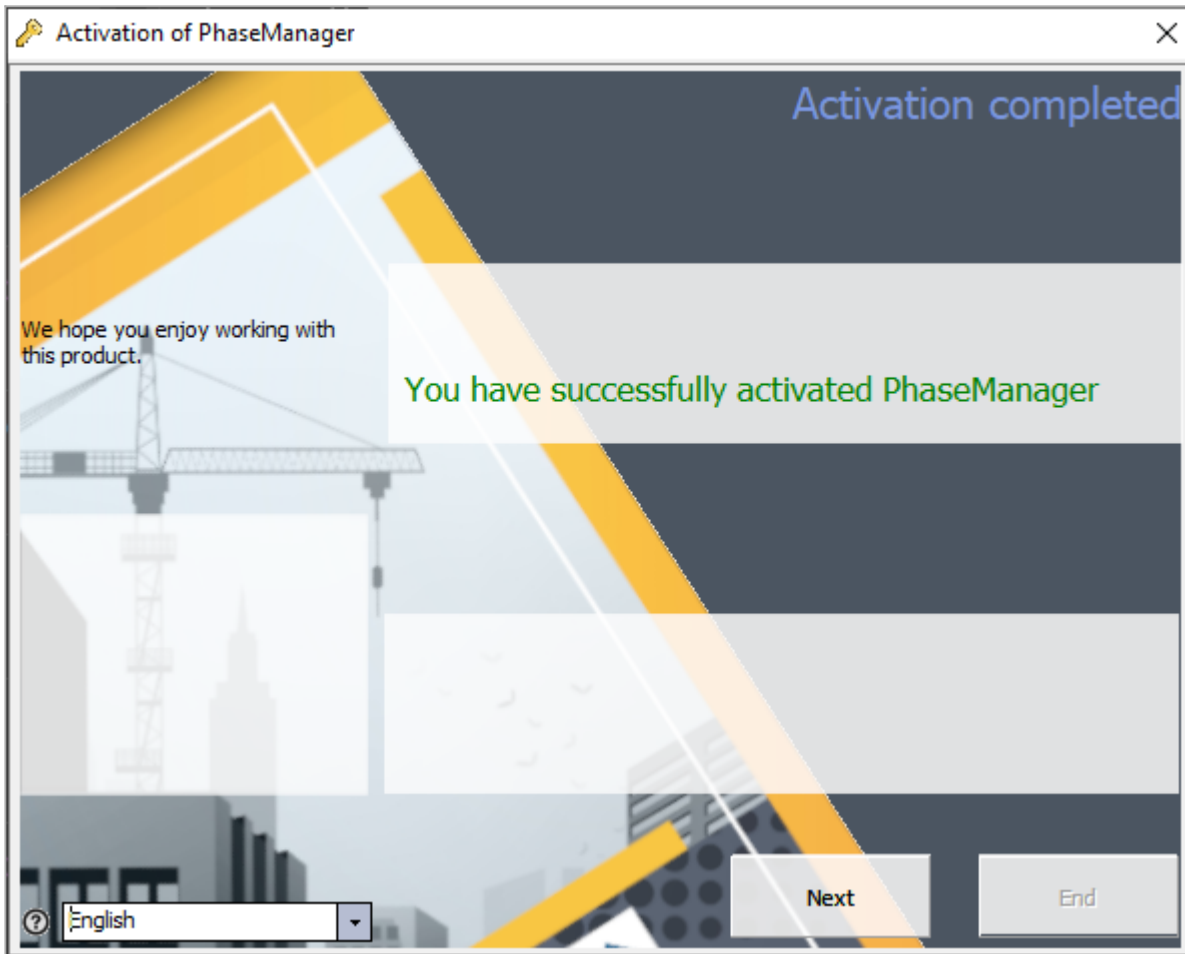 Activation of PhaseManager
Activation completed
We hope you enjoy working with
this product.
You have successfully activated PhaseManager
Next
End
English